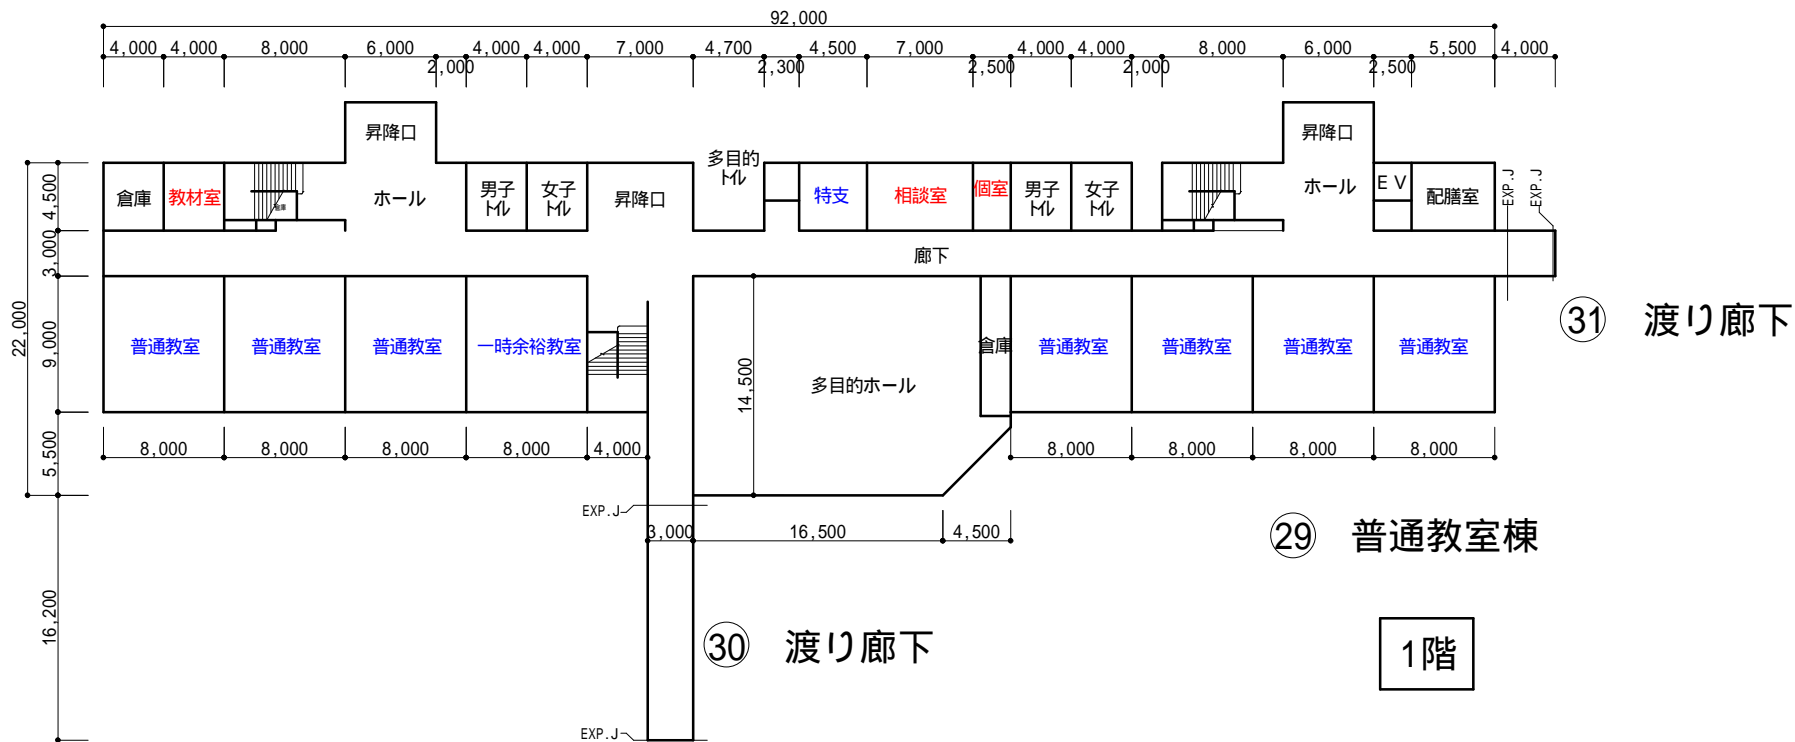 92,000
4,000 4,000 8,000 6,000 4,000 4,000 7,000 4,700 4,500 7,000 4,000 4,000 8,000 6,000 5,500 4,000
2,000 2,300 2,500 2,000 2,500
昇降口 昇降口
多目的
トイレ
倉庫 教材室 ホール 男子 女子 昇降口 特支 相談室 個室 男子 女子 ホール EV 配膳室
トイレ トイレ トイレ トイレ
EXP.J EXP.J
4,500
3,000
廊下
22,000
9,000
普通教室 普通教室 普通教室 一時余裕教室 倉庫 普通教室 普通教室 普通教室 普通教室
31 渡り廊下
14,500
多目的ホール
5,500
8,000 8,000 8,000 8,000 4,000 8,000 8,000 8,000 8,000
EXP.J
3,000 16,500 4,500
29 普通教室棟
16,200
30 渡り廊下
1階
EXP.J